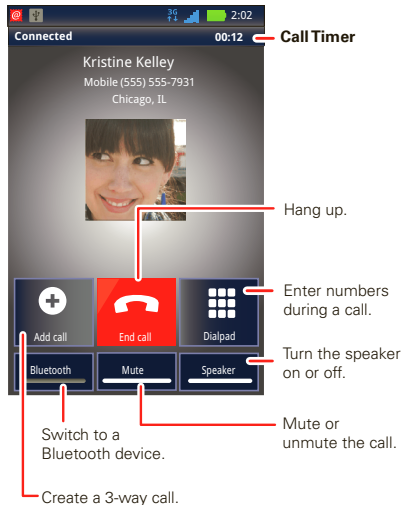 3G 2:02
Connected 00:12
Call Timer
Kristine Kelley
Mobile (555) 555-7931
Chicago, IL
Hang up.
Add call
End call
Dialpad
Enter numbers
during a call.
Bluetooth
Mute
Speaker
Turn the speaker
on or off.
Mute or
unmute the call.
Switch to a
Bluetooth device.
Create a 3-way call.